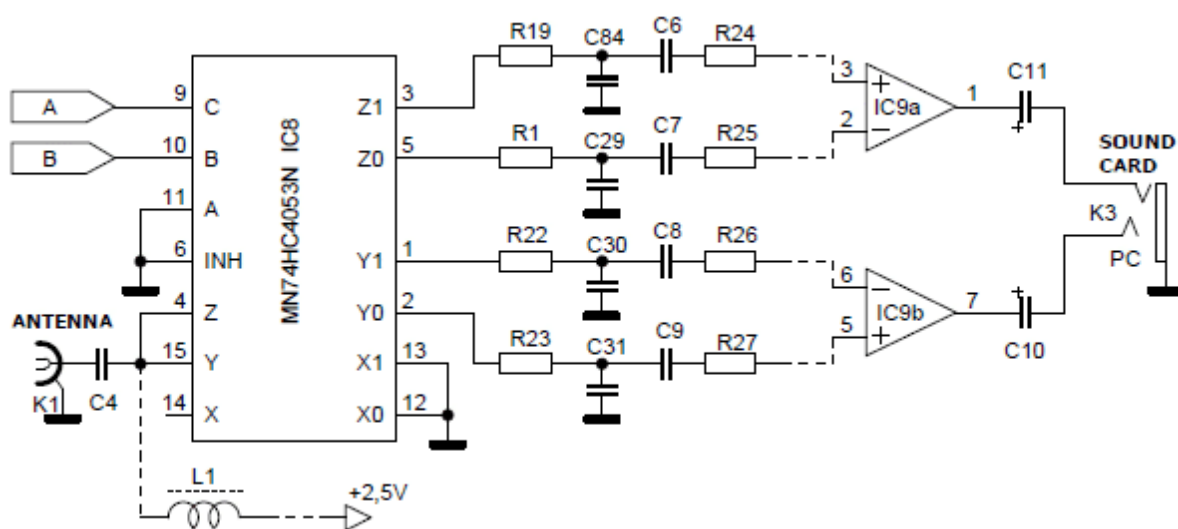 R19 C84 C6 R24
A 9 C Z1 3
3 + IC9a 1 C11
2 −
B 10 B Z0 5
R1 C29 C7 R25
SOUND
CARD
11 A
MN74HC4053N IC8
6 INH Y1 1
R22 C30 C8 R26
K3
PC
4 Z Y0 2
6 − IC9b 7 C10
5 +
ANTENNA
K1 C4
15 Y X1 13
R23 C31 C9 R27
14 X X0 12
L1
+2,5V